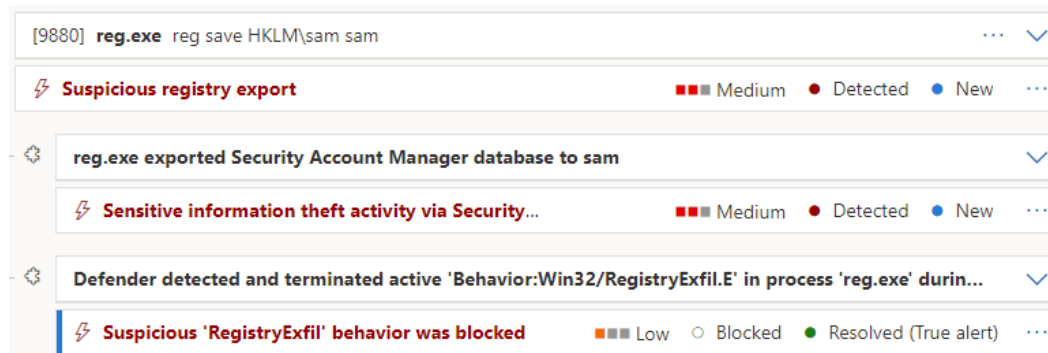 [9880] reg.exe reg save HKLM\sam sam ...
Suspicious registry export Medium Detected New ...
reg.exe exported Security Account Manager database to sam
Sensitive information theft activity via Security... Medium Detected New ...
Defender detected and terminated active 'Behavior:Win32/RegistryExfil.E' in process 'reg.exe' durin...
Suspicious 'RegistryExfil' behavior was blocked Low Blocked Resolved (True alert) ...